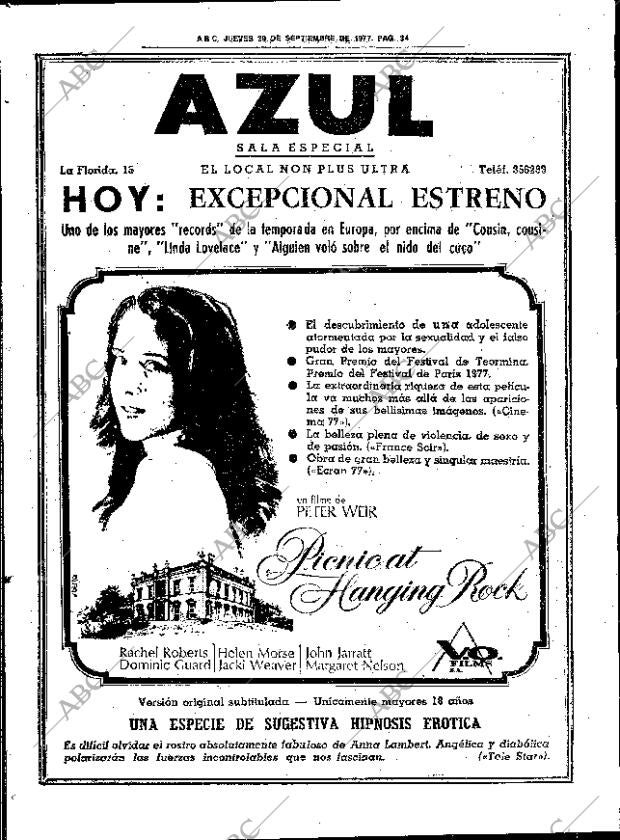 ABC. JUEVES 29 DE SEPTIEMBRE DE 1977. PAG. 34
AZUL
SALA ESPECIAL
La Florida, 15
EL LOCAL NON PLUS ULTRA
Teléf. 356289
HOY: EXCEPCIONAL ESTRENO
Uno de los mayores "records" de la temporada en Europa, por encima de "Cousin, cousi-
ne", "Linda Lovelace" y "Alguien voló sobre el nido del cuco"
● El descubrimiento de una adolescente
atormentada por la sexualidad y el falso
pudor de los mayores.
● Gran Premio del Festival de Teormina.
Premio del Festival de París 1977.
● La extraordinaria riqueza de esta pelícu-
la va muchos más allá de las aparicio-
nes de sus bellísimas imágenes. («Cine-
ma 77»).
● La belleza plena de violencia, de sexo y
de pasión. («France Soir»).
● Obra de gran belleza y singular maestría.
(«Ecran 77»).
un filme de
PETER WEIR
Picnic at
Hanging Rock
Rachel Roberts | Helen Morse | John Jarratt
Dominic Guard | Jacki Weaver | Margaret Nelson
V.O.
FILMS
S.A.
Versión original subtitulada — Unicamente mayores 18 años
UNA ESPECIE DE SUGESTIVA HIPNOSIS EROTICA
Es difícil olvidar el rostro absolutamente fabuloso de Anna Lambert. Angélica y diabólica
polarizarán las fuerzas incontrolables que nos fascinan. («Tele Star»).